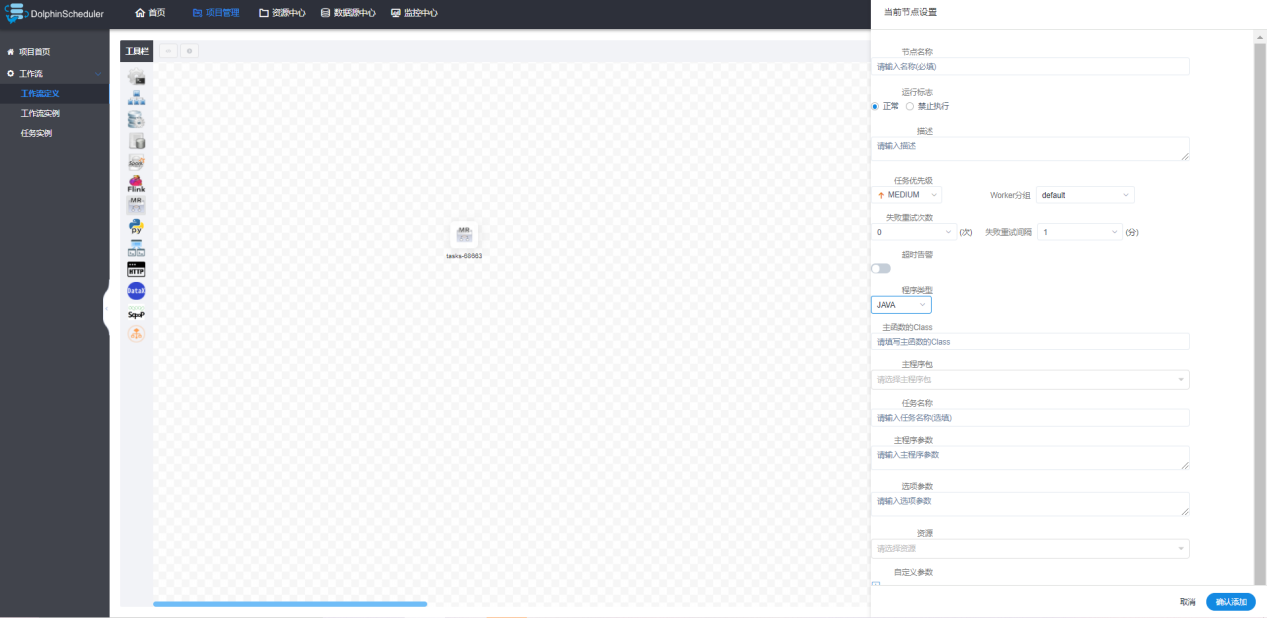 DolphinScheduler
首页
项目管理
资源中心
数据源中心
监控中心
项目首页
工作流
工作流定义
工作流实例
任务实例
工具栏
Spark
Flink
MR
py
HTTP
DataX
Sqoop
MR
tasks-68663
当前节点设置
节点名称
请输入名称(必填)
运行标志
正常
禁止执行
描述
请输入描述
任务优先级
MEDIUM
Worker分组
default
失败重试次数
0
(次)
失败重试间隔
1
(分)
超时告警
程序类型
JAVA
主函数的Class
请填写主函数的Class
主程序包
请选择主程序包
任务名称
请输入任务名称(选填)
主程序参数
请输入主程序参数
选项参数
请输入选项参数
资源
请选择资源
自定义参数
取消
确认添加